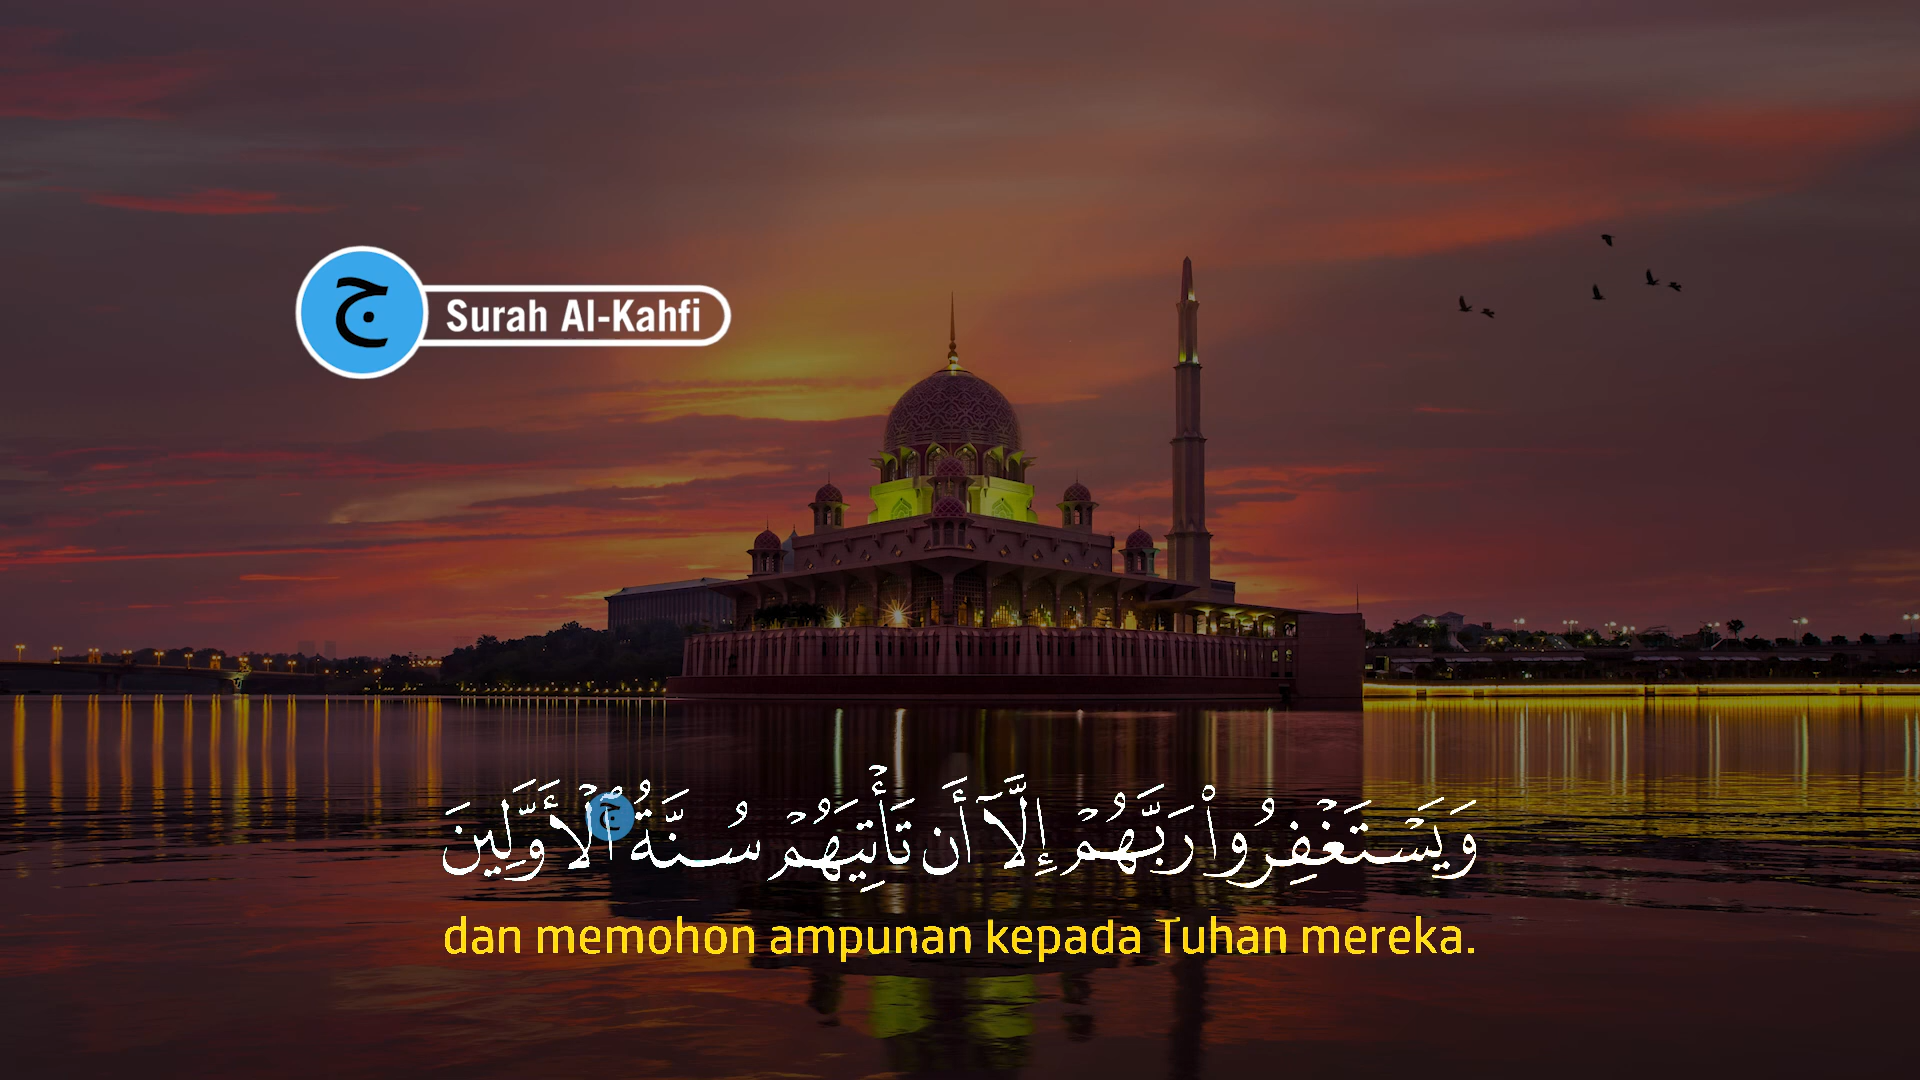 ج
Surah Al-Kahfi
وَيَسْتَغْفِرُوا۟ رَبَّهُمْ إِلَّآ أَن تَأْتِيَهُمْ سُنَّةُ ٱلْأَوَّلِينَ
ج
dan memohon ampunan kepada Tuhan mereka.